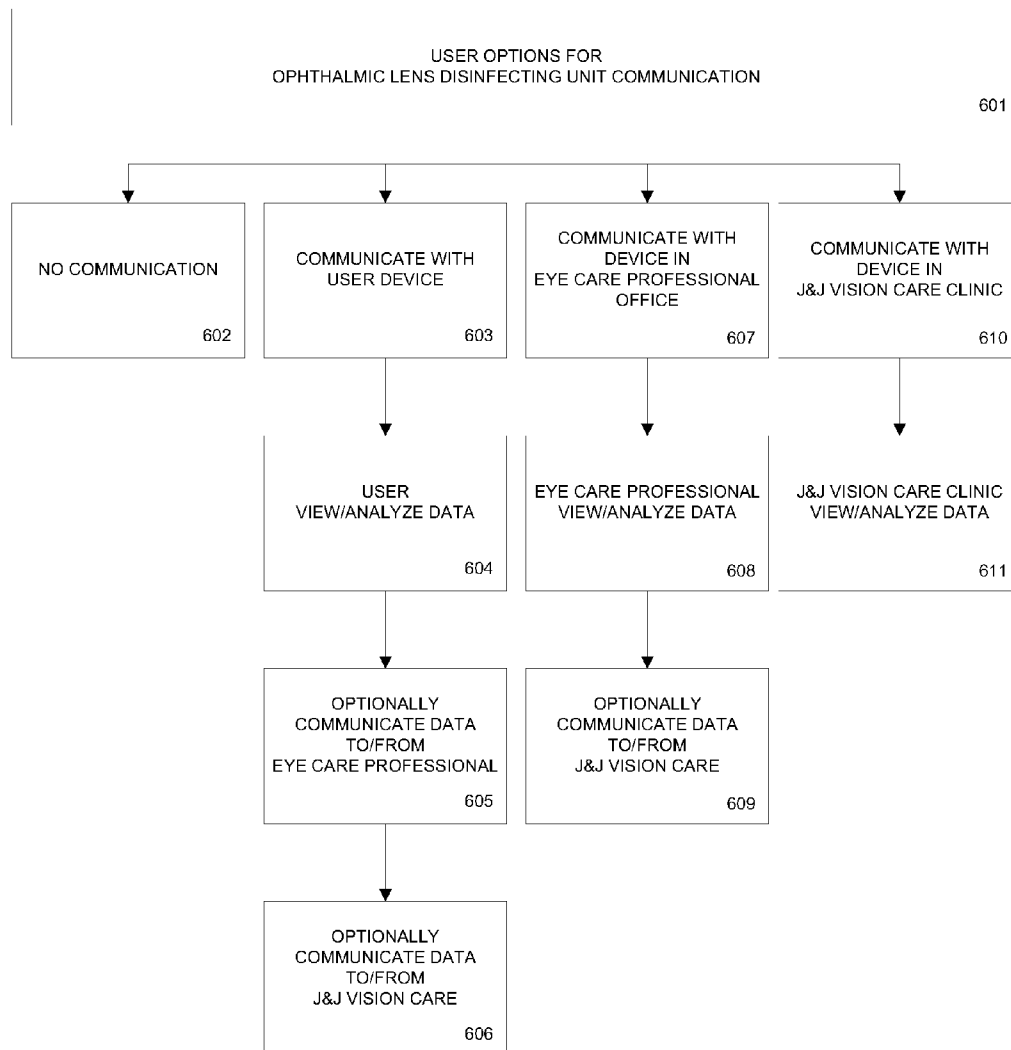 USER OPTIONS FOR
OPHTHALMIC LENS DISINFECTING UNIT COMMUNICATION
601
NO COMMUNICATION
602
COMMUNICATE WITH
USER DEVICE
603
COMMUNICATE WITH
DEVICE IN
EYE CARE PROFESSIONAL
OFFICE
607
COMMUNICATE WITH
DEVICE IN
J&J VISION CARE CLINIC
610
USER
VIEW/ANALYZE DATA
604
EYE CARE PROFESSIONAL
VIEW/ANALYZE DATA
608
J&J VISION CARE CLINIC
VIEW/ANALYZE DATA
611
OPTIONALLY
COMMUNICATE DATA
TO/FROM
EYE CARE PROFESSIONAL
605
OPTIONALLY
COMMUNICATE DATA
TO/FROM
J&J VISION CARE
609
OPTIONALLY
COMMUNICATE DATA
TO/FROM
J&J VISION CARE
606